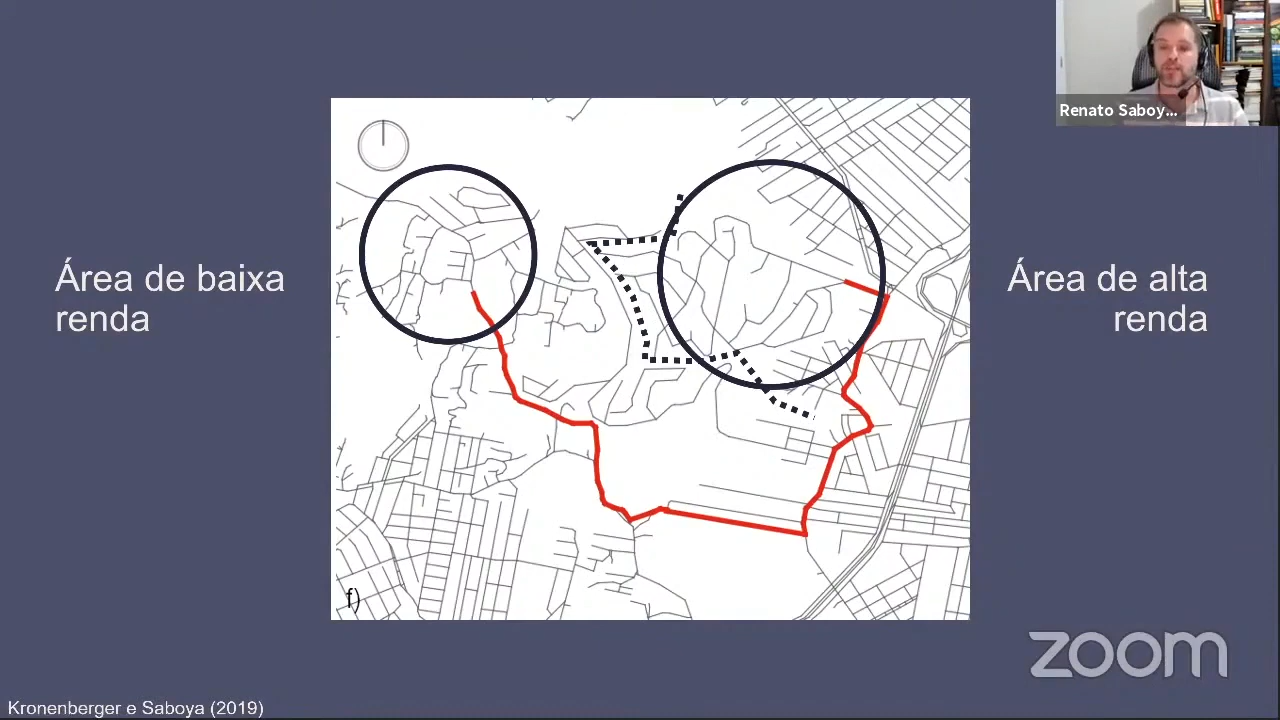 Renato Saboy...
Área de baixa
renda
Área de alta
renda
f)
zoom
Kronenberger e Saboya (2019)